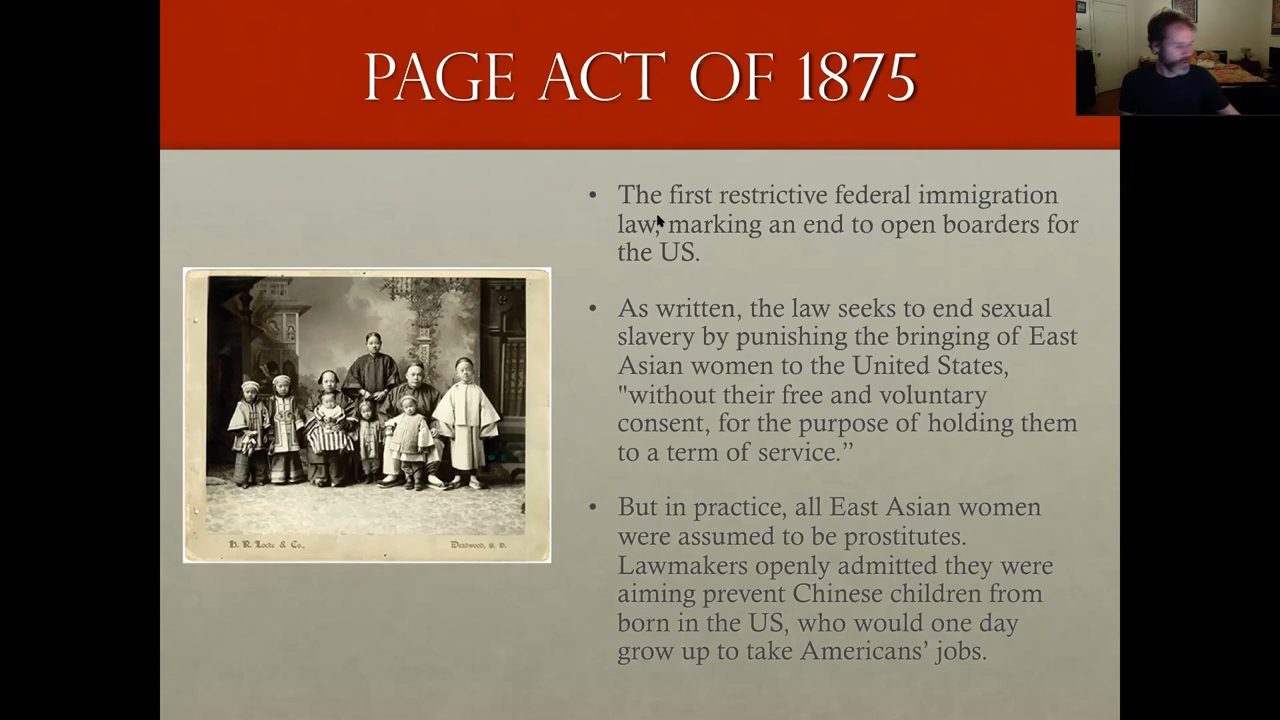 PAGE ACT OF 1875
• The first restrictive federal immigration
law, marking an end to open boarders for
the US.
• As written, the law seeks to end sexual
slavery by punishing the bringing of East
Asian women to the United States,
"without their free and voluntary
consent, for the purpose of holding them
to a term of service.”
• But in practice, all East Asian women
were assumed to be prostitutes.
Lawmakers openly admitted they were
aiming prevent Chinese children from
born in the US, who would one day
grow up to take Americans’ jobs.
H. R. Locke & Co., Deadwood, S. D.